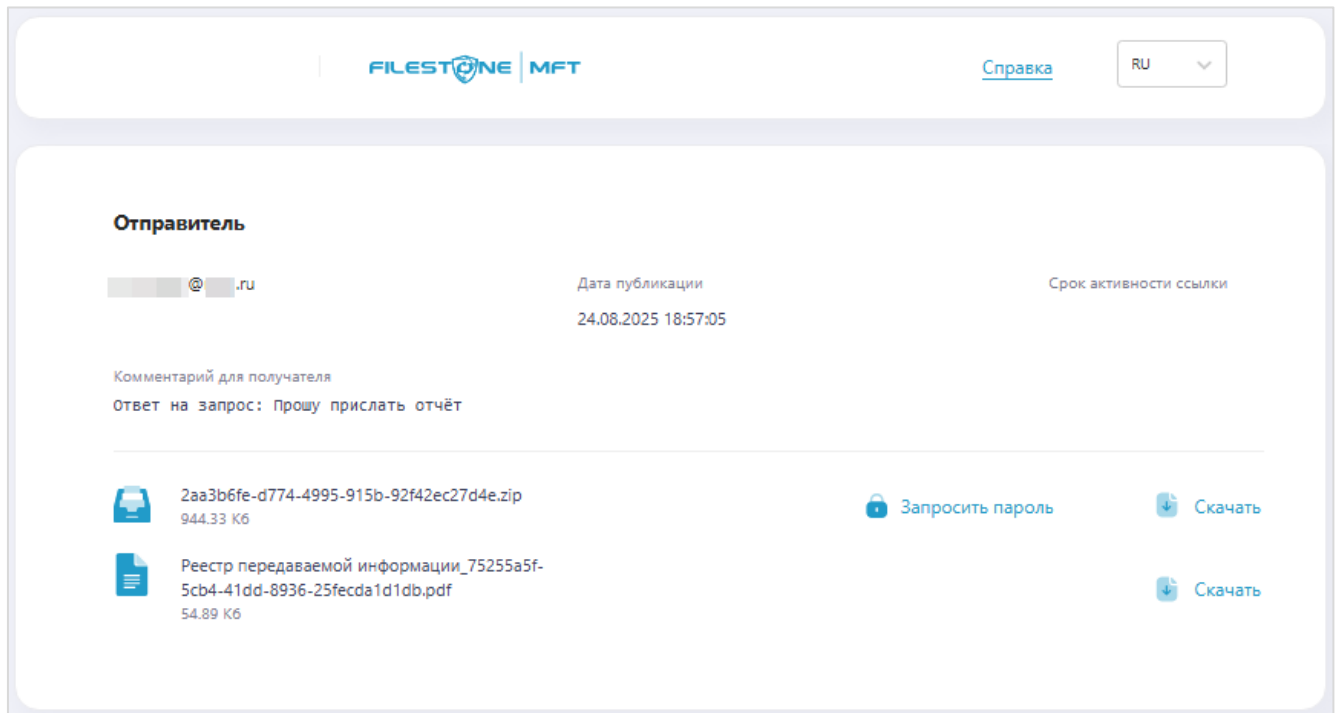 FILESTONE MFT
Справка
RU
Отправитель
@ .ru
Дата публикации
Срок активности ссылки
24.08.2025 18:57:05
Комментарий для получателя
Ответ на запрос: Прошу прислать отчёт
2aa3b6fe-d774-4995-915b-92f42ec27d4e.zip
944.33 Кб
Запросить пароль
Скачать
Реестр передаваемой информации_75255a5f-
5cb4-41dd-8936-25fecda1d1db.pdf
54.89 Кб
Скачать